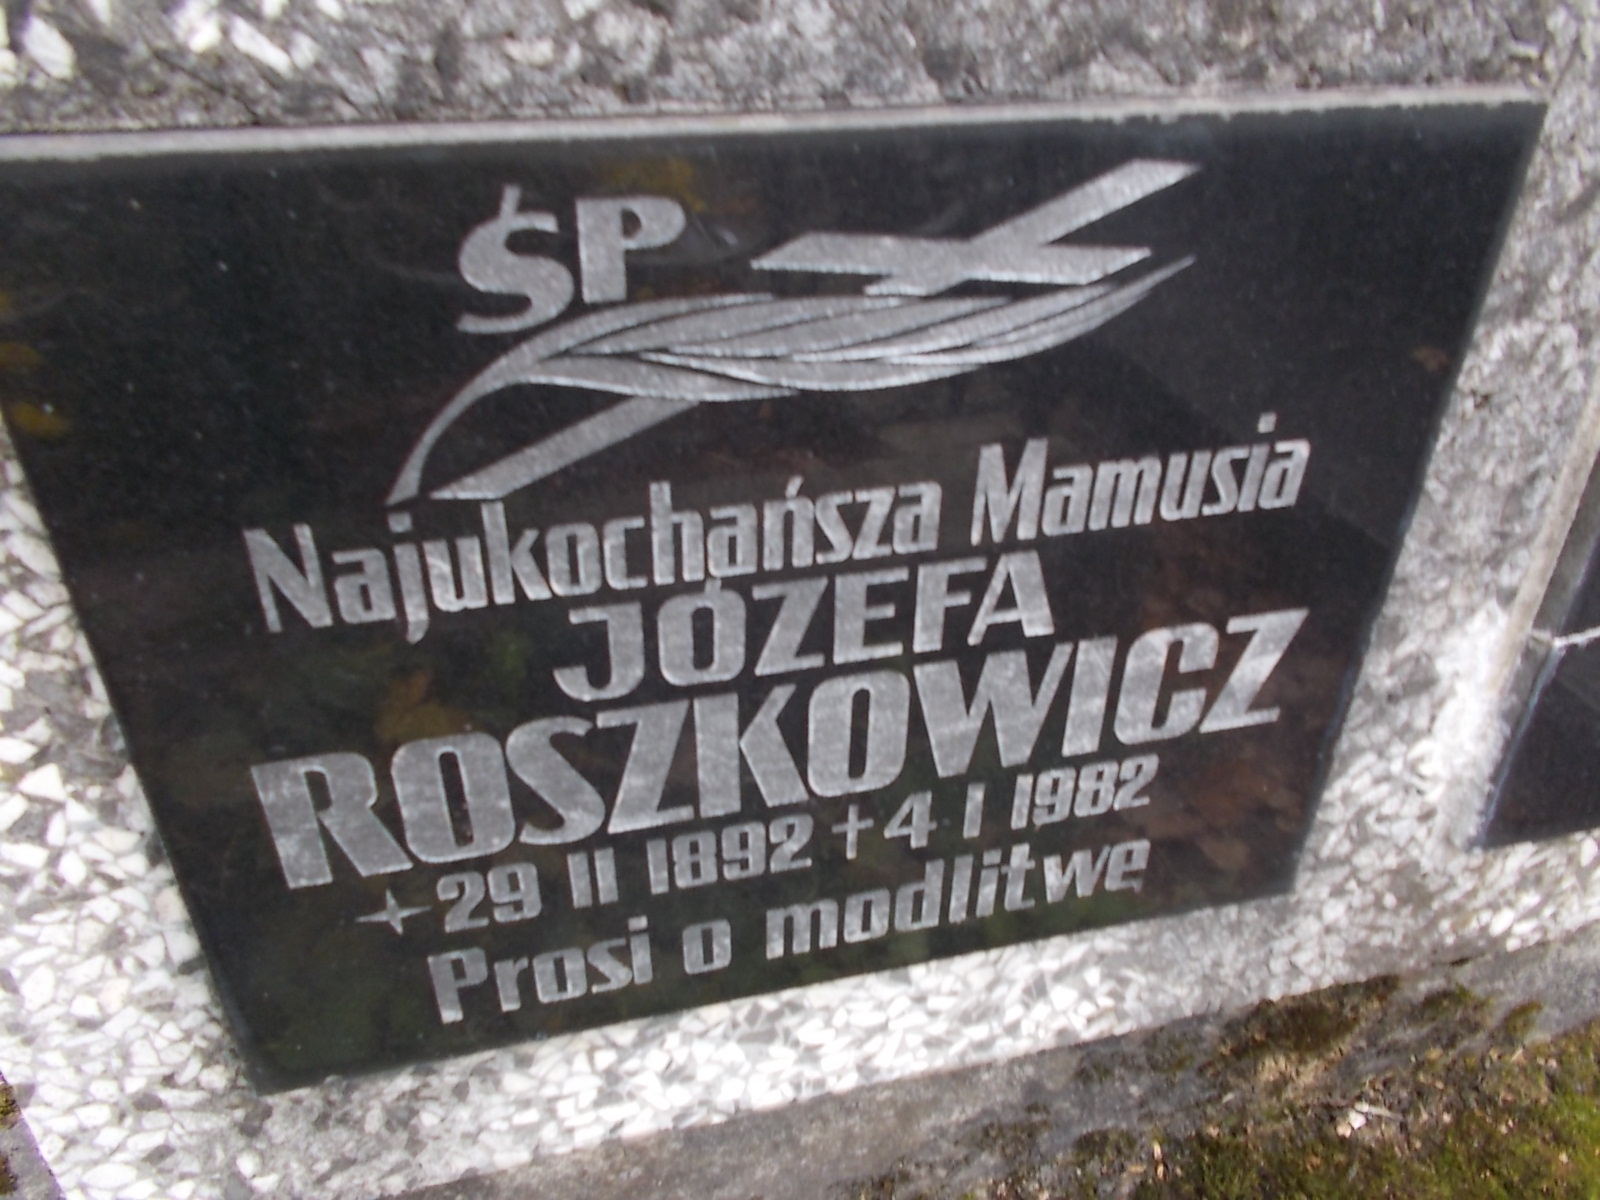 ŚP
Najukochańsza Mamusia
JÓZEFA
ROSZKOWICZ
29 II 1892 † 4 I 1982
Prosi o modlitwę